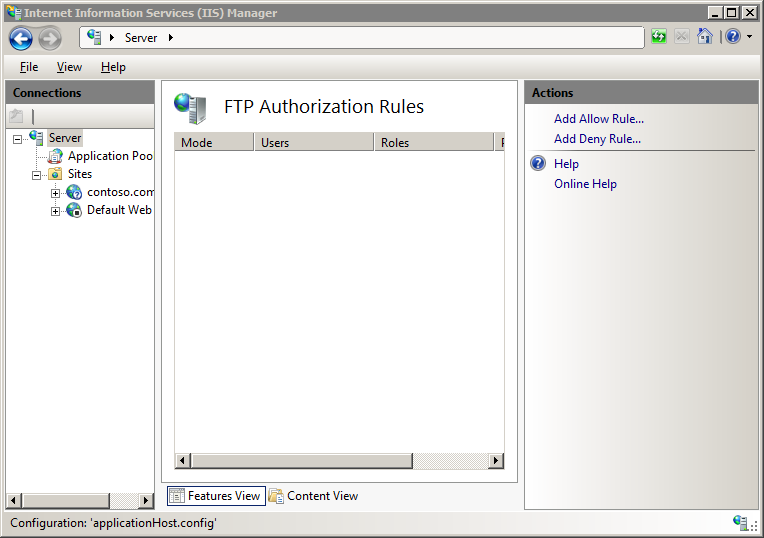 Internet Information Services (IIS) Manager
Server
File View Help
Connections
Server
Application Poo
Sites
contoso.com
Default Web
FTP Authorization Rules
Mode Users Roles
Features View Content View
Actions
Add Allow Rule...
Add Deny Rule...
Help
Online Help
Configuration: 'applicationHost.config'